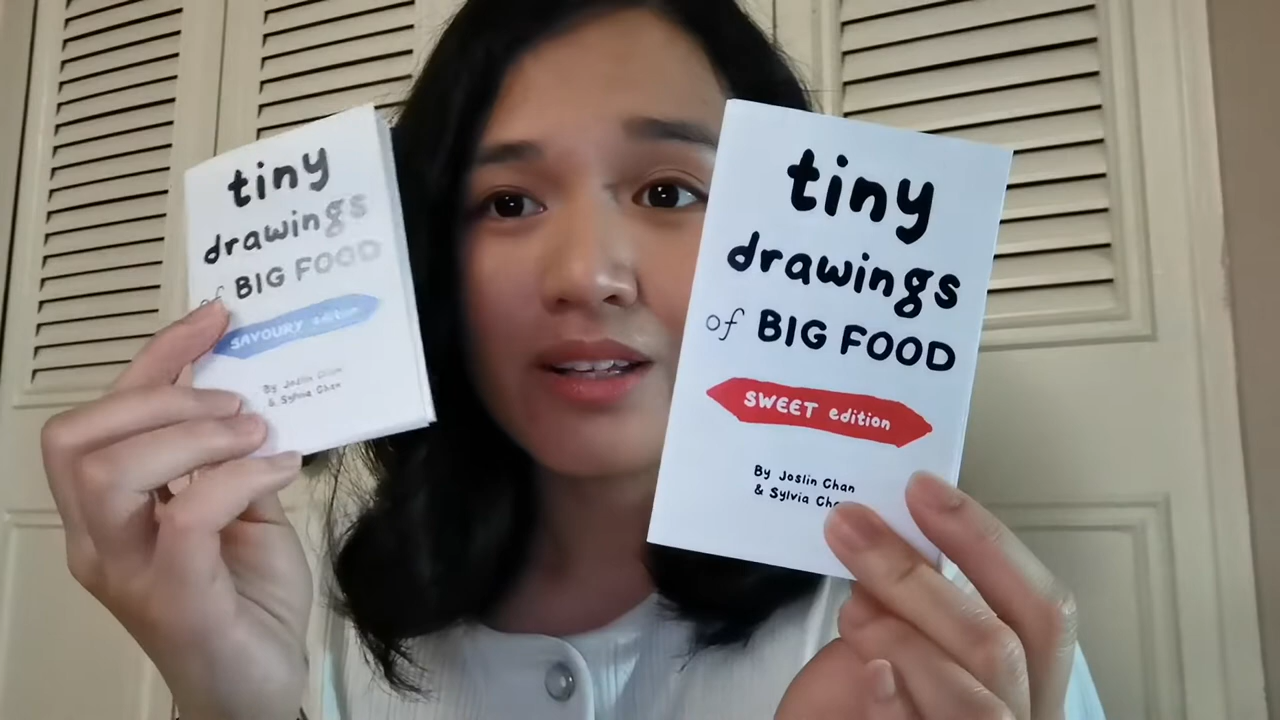 tiny
drawings
of BIG FOOD
SAVOURY edition
By Joslin Chan
& Sylvia Chan
tiny
drawings
of BIG FOOD
SWEET edition
By Joslin Chan
& Sylvia